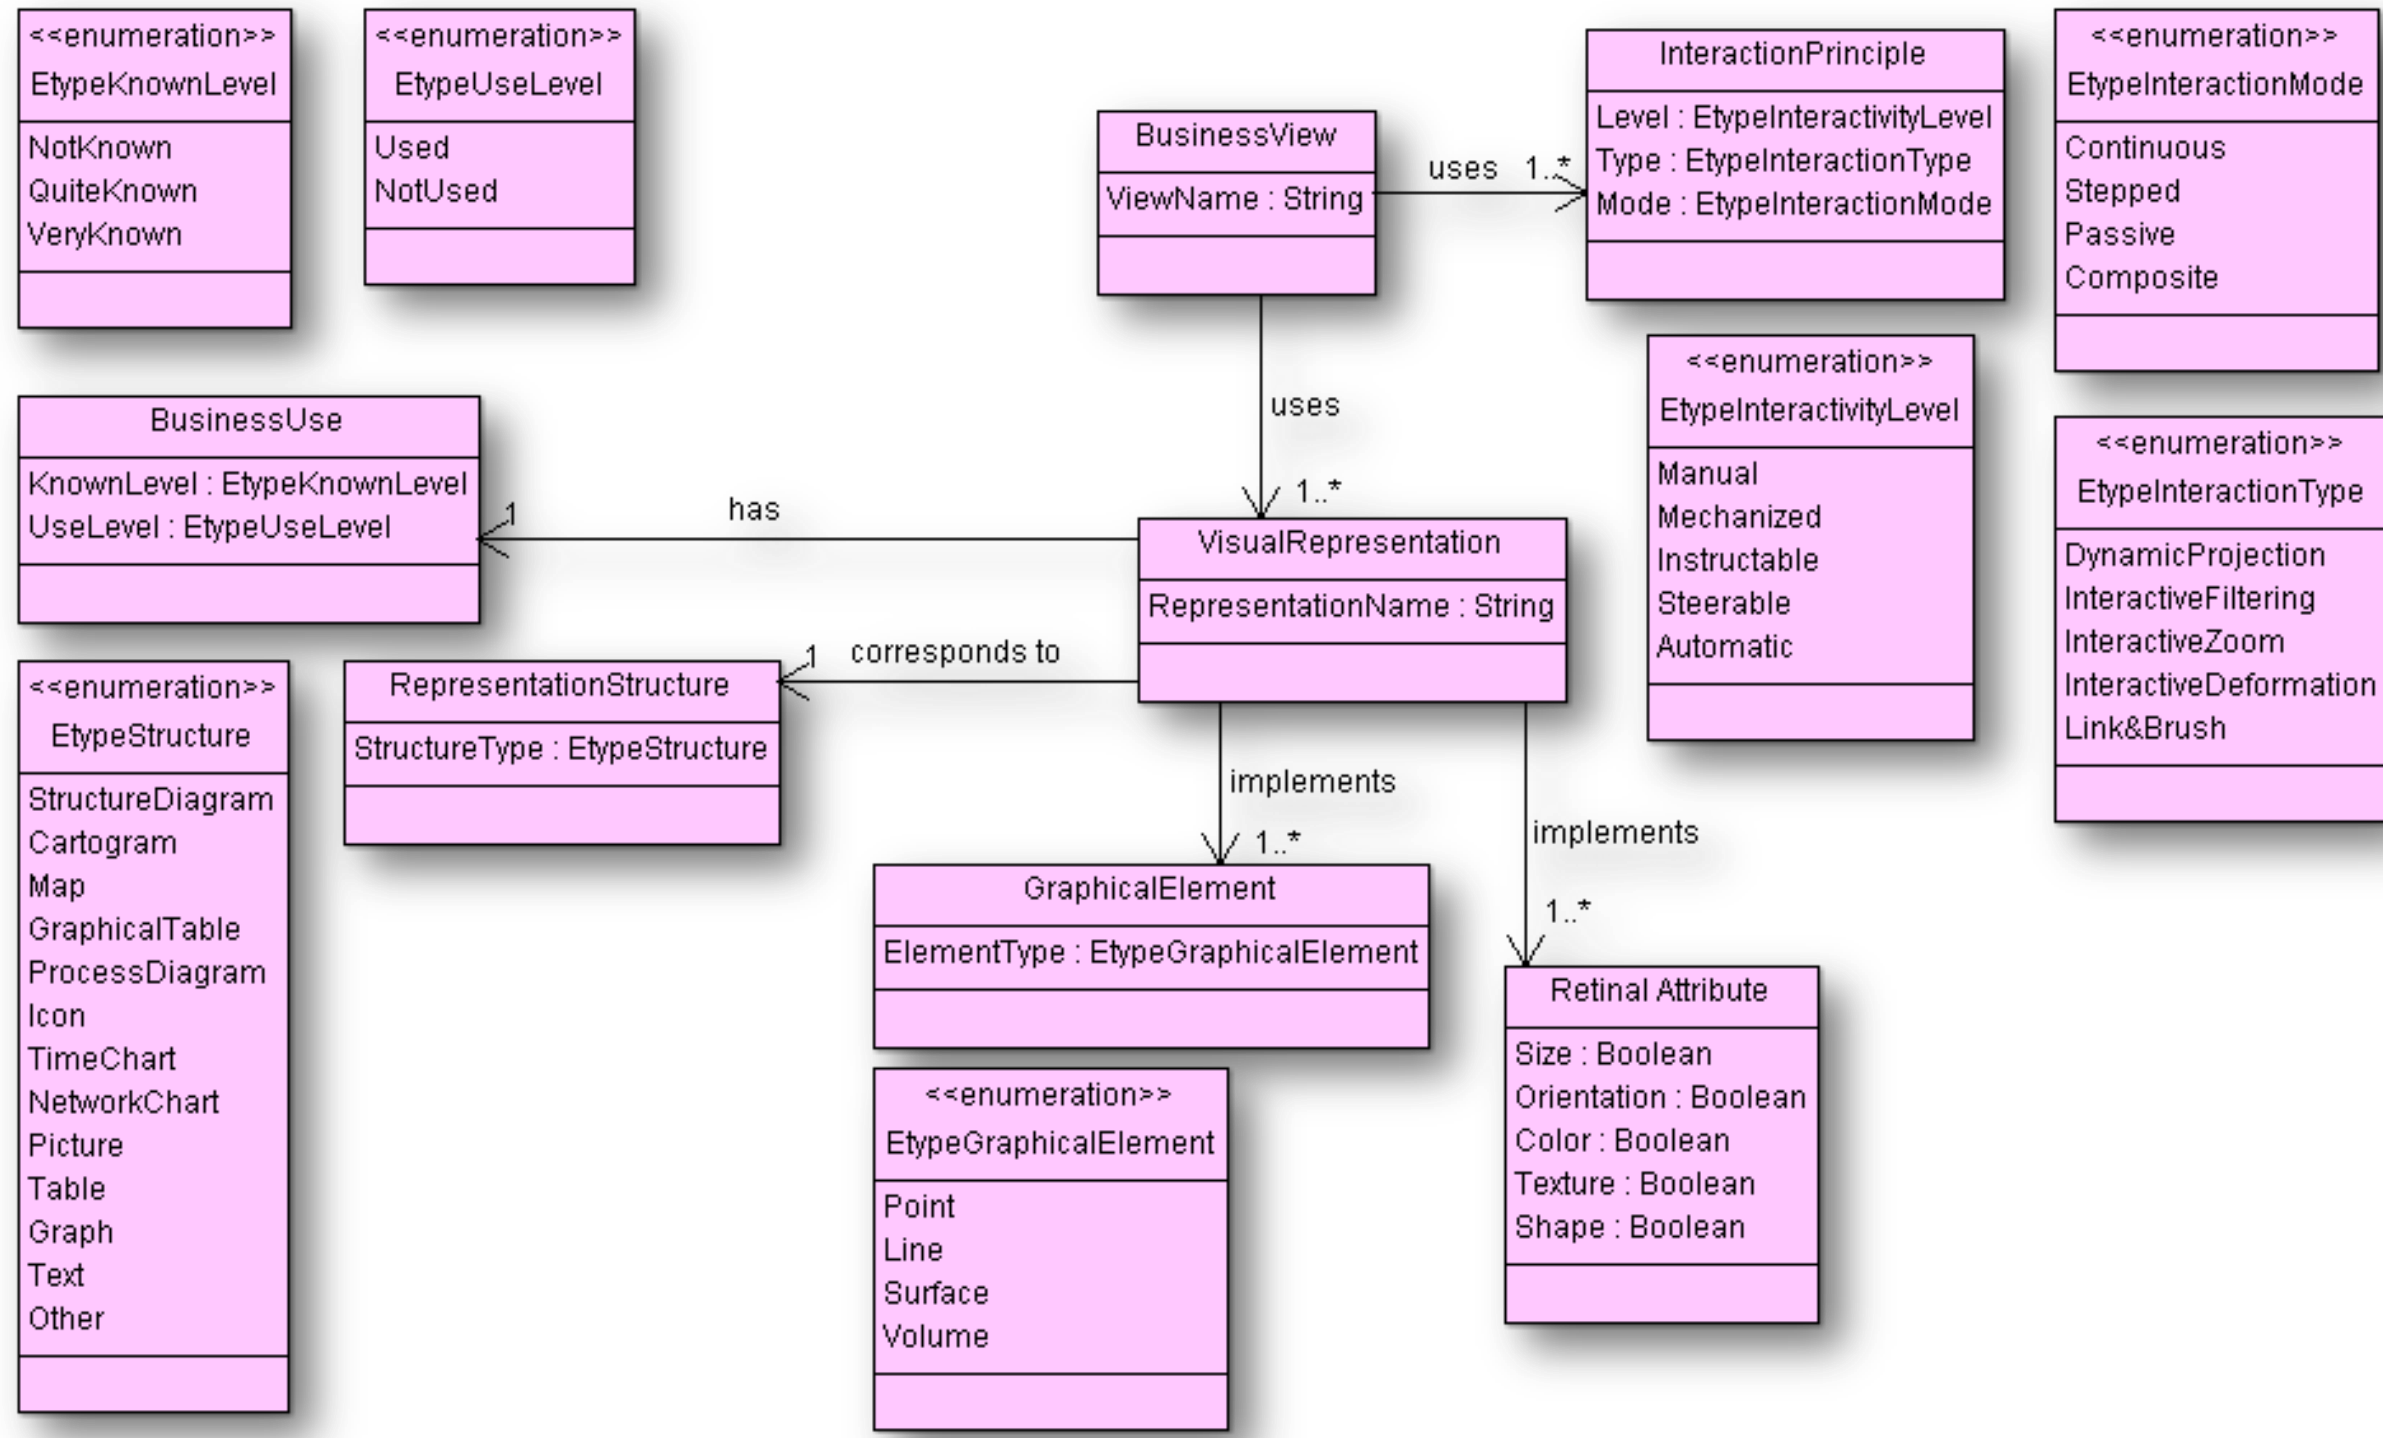 <<enumeration>>
EtypeKnownLevel
NotKnown
QuiteKnown
VeryKnown
<<enumeration>>
EtypeUseLevel
Used
NotUsed
BusinessView
ViewName : String
uses 1..*
InteractionPrinciple
Level : EtypeInteractivityLevel
Type : EtypeInteractionType
Mode : EtypeInteractionMode
<<enumeration>>
EtypeInteractionMode
Continuous
Stepped
Passive
Composite
uses
1..*
<<enumeration>>
EtypeInteractivityLevel
Manual
Mechanized
Instructable
Steerable
Automatic
<<enumeration>>
EtypeInteractionType
DynamicProjection
InteractiveFiltering
InteractiveZoom
InteractiveDeformation
Link&Brush
BusinessUse
KnownLevel : EtypeKnownLevel
UseLevel : EtypeUseLevel
1 has
VisualRepresentation
RepresentationName : String
1 corresponds to
RepresentationStructure
StructureType : EtypeStructure
<<enumeration>>
EtypeStructure
StructureDiagram
Cartogram
Map
GraphicalTable
ProcessDiagram
Icon
TimeChart
NetworkChart
Picture
Table
Graph
Text
Other
implements
1..*
GraphicalElement
ElementType : EtypeGraphicalElement
<<enumeration>>
EtypeGraphicalElement
Point
Line
Surface
Volume
implements
1..*
Retinal Attribute
Size : Boolean
Orientation : Boolean
Color : Boolean
Texture : Boolean
Shape : Boolean